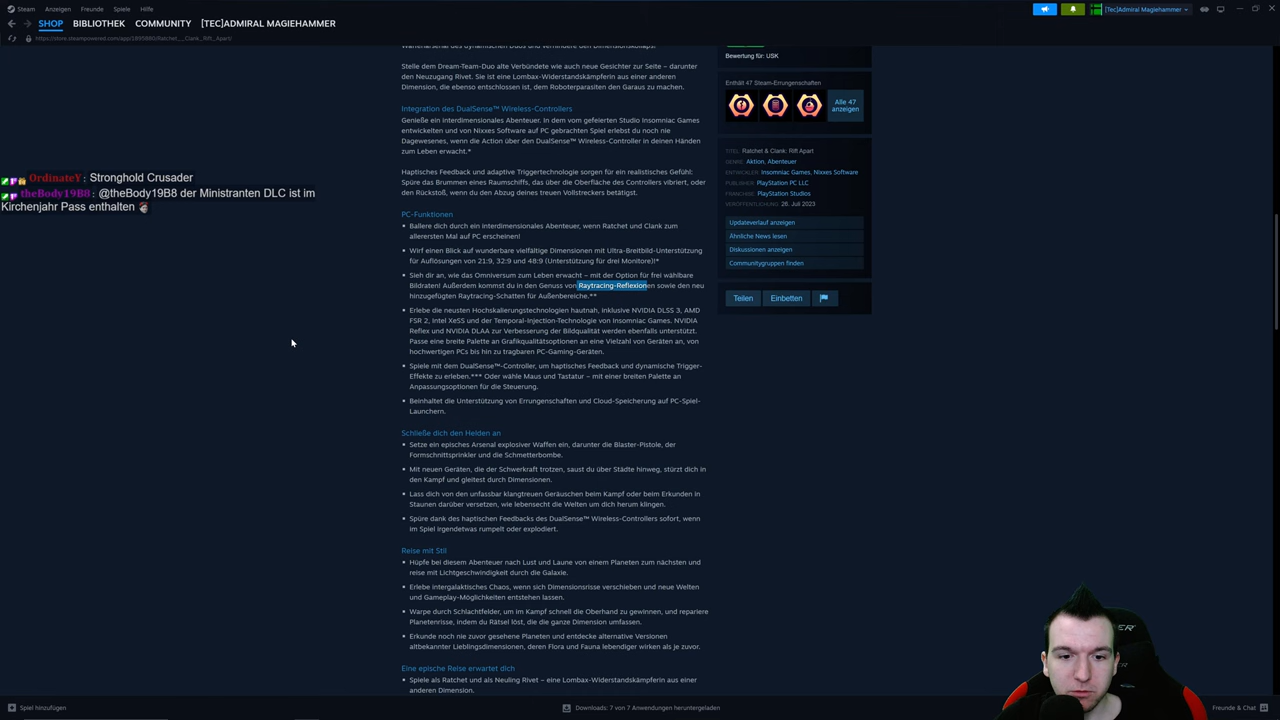 Steam Anzeigen Freunde Spiele Hilfe
[Tec]Admiral Magiehammer
SHOP BIBLIOTHEK COMMUNITY [TEC]ADMIRAL MAGIEHAMMER
Stelle dem Dream-Team-Duo alte Verbündete wie auch neue Gesichter zur Seite – darunter
den Neuzugang Rivet. Sie ist eine Lombax-Widerstandskämpferin aus einer anderen
Dimension, die ebenso entschlossen ist, dem Roboterparasiten den Garaus zu machen.
Integration des DualSense™ Wireless-Controllers
Genieße ein interdimensionales Abenteuer. In dem vom gefeierten Studio Insomniac Games
entwickelten und von Nixxes Software auf PC gebrachten Spiel erlebst du noch nie
Dagewesenes, wenn die Action über den DualSense™ Wireless-Controller in deinen Händen
zum Leben erwacht.*
Haptisches Feedback und adaptive Triggertechnologie sorgen für ein realistisches Gefühl:
Spüre das Brummen eines Raumschiffs, das über die Oberfläche des Controllers vibriert, oder
den Rückstoß, wenn du den Abzug deines treuen Vollstreckers betätigst.
PC-Funktionen
Ballere dich durch ein interdimensionales Abenteuer, wenn Ratchet und Clank zum
allerersten Mal auf PC erscheinen!
Wirf einen Blick auf wunderbare vielfältige Dimensionen mit Ultra-Breitbild-Unterstützung
für Auflösungen von 21:9, 32:9 und 48:9 (Unterstützung für drei Monitore)!*
Sieh dir an, wie das Omniversum zum Leben erwacht – mit der Option für frei wählbare
Bildraten! Außerdem kommst du in den Genuss von Raytracing-Reflexionen sowie den neu
hinzugefügten Raytracing-Schatten für Außenbereiche.**
Erlebe die neusten Hochskalierungstechnologien hautnah, inklusive NVIDIA DLSS 3, AMD
FSR 2, Intel XeSS und der Temporal-Injection-Technologie von Insomniac Games. NVIDIA
Reflex und NVIDIA DLAA zur Verbesserung der Bildqualität werden ebenfalls unterstützt.
Passe eine breite Palette an Grafikqualitätsoptionen an eine Vielzahl von Geräten an, von
hochwertigen PCs bis hin zu tragbaren PC-Gaming-Geräten.
Spiele mit dem DualSense™-Controller, um haptisches Feedback und dynamische Trigger-
Effekte zu erleben.*** Oder wähle Maus und Tastatur – mit einer breiten Palette an
Anpassungsoptionen für die Steuerung.
Beinhaltet die Unterstützung von Errungenschaften und Cloud-Speicherung auf PC-Spiel-
Launchern.
Schließe dich den Helden an
Setze ein episches Arsenal explosiver Waffen ein, darunter die Blaster-Pistole, der
Formschnittsprinkler und die Schmetterbombe.
Mit neuen Geräten, die der Schwerkraft trotzen, saust du über Städte hinweg, stürzt dich in
den Kampf und gleitest durch Dimensionen.
Lass dich von den unfassbar klangtreuen Geräuschen beim Kampf oder beim Erkunden in
Staunen darüber versetzen, wie lebensecht die Welten um dich herum klingen.
Spüre dank des haptischen Feedbacks des DualSense™ Wireless-Controllers sofort, wenn
im Spiel irgendetwas rumpelt oder explodiert.
Reise mit Stil
Hüpfe bei diesem Abenteuer nach Lust und Laune von einem Planeten zum nächsten und
reise mit Lichtgeschwindigkeit durch die Galaxie.
Erlebe intergalaktisches Chaos, wenn sich Dimensionsrisse verschieben und neue Welten
und Gameplay-Möglichkeiten entstehen lassen.
Warpe durch Schlachtfelder, um im Kampf schnell die Oberhand zu gewinnen, und repariere
Planetenrisse, indem du Rätsel löst, die die ganze Dimension umfassen.
Erkunde noch nie zuvor gesehene Planeten und entdecke alternative Versionen
altbekannter Lieblingsdimensionen, deren Flora und Fauna lebendiger wirken als je zuvor.
Eine epische Reise erwartet dich
Spiele als Ratchet und als Neuling Rivet – eine Lombax-Widerstandskämpferin aus einer
anderen Dimension.
OrdinateY : Stronghold Crusader
theBody19B8 : @theBody19B8 der Ministranten DLC ist im
Kirchenjahr Pass enthalten
Bewertung für: USK
Enthält 47 Steam-Errungenschaften
Alle 47
anzeigen
TITEL: Ratchet & Clank: Rift Apart
GENRE: Aktion, Abenteuer
ENTWICKLER: Insomniac Games, Nixxes Software
PUBLISHER: PlayStation PC LLC
FRANCHISE: PlayStation Studios
VERÖFFENTLICHUNG: 26. Juli 2023
Updateverlauf anzeigen
Ähnliche News lesen
Diskussionen anzeigen
Communitygruppen finden
Teilen Einbetten
Spiel hinzufügen
Downloads: 7 von 7 Anwendungen heruntergeladen
Freunde & Chat